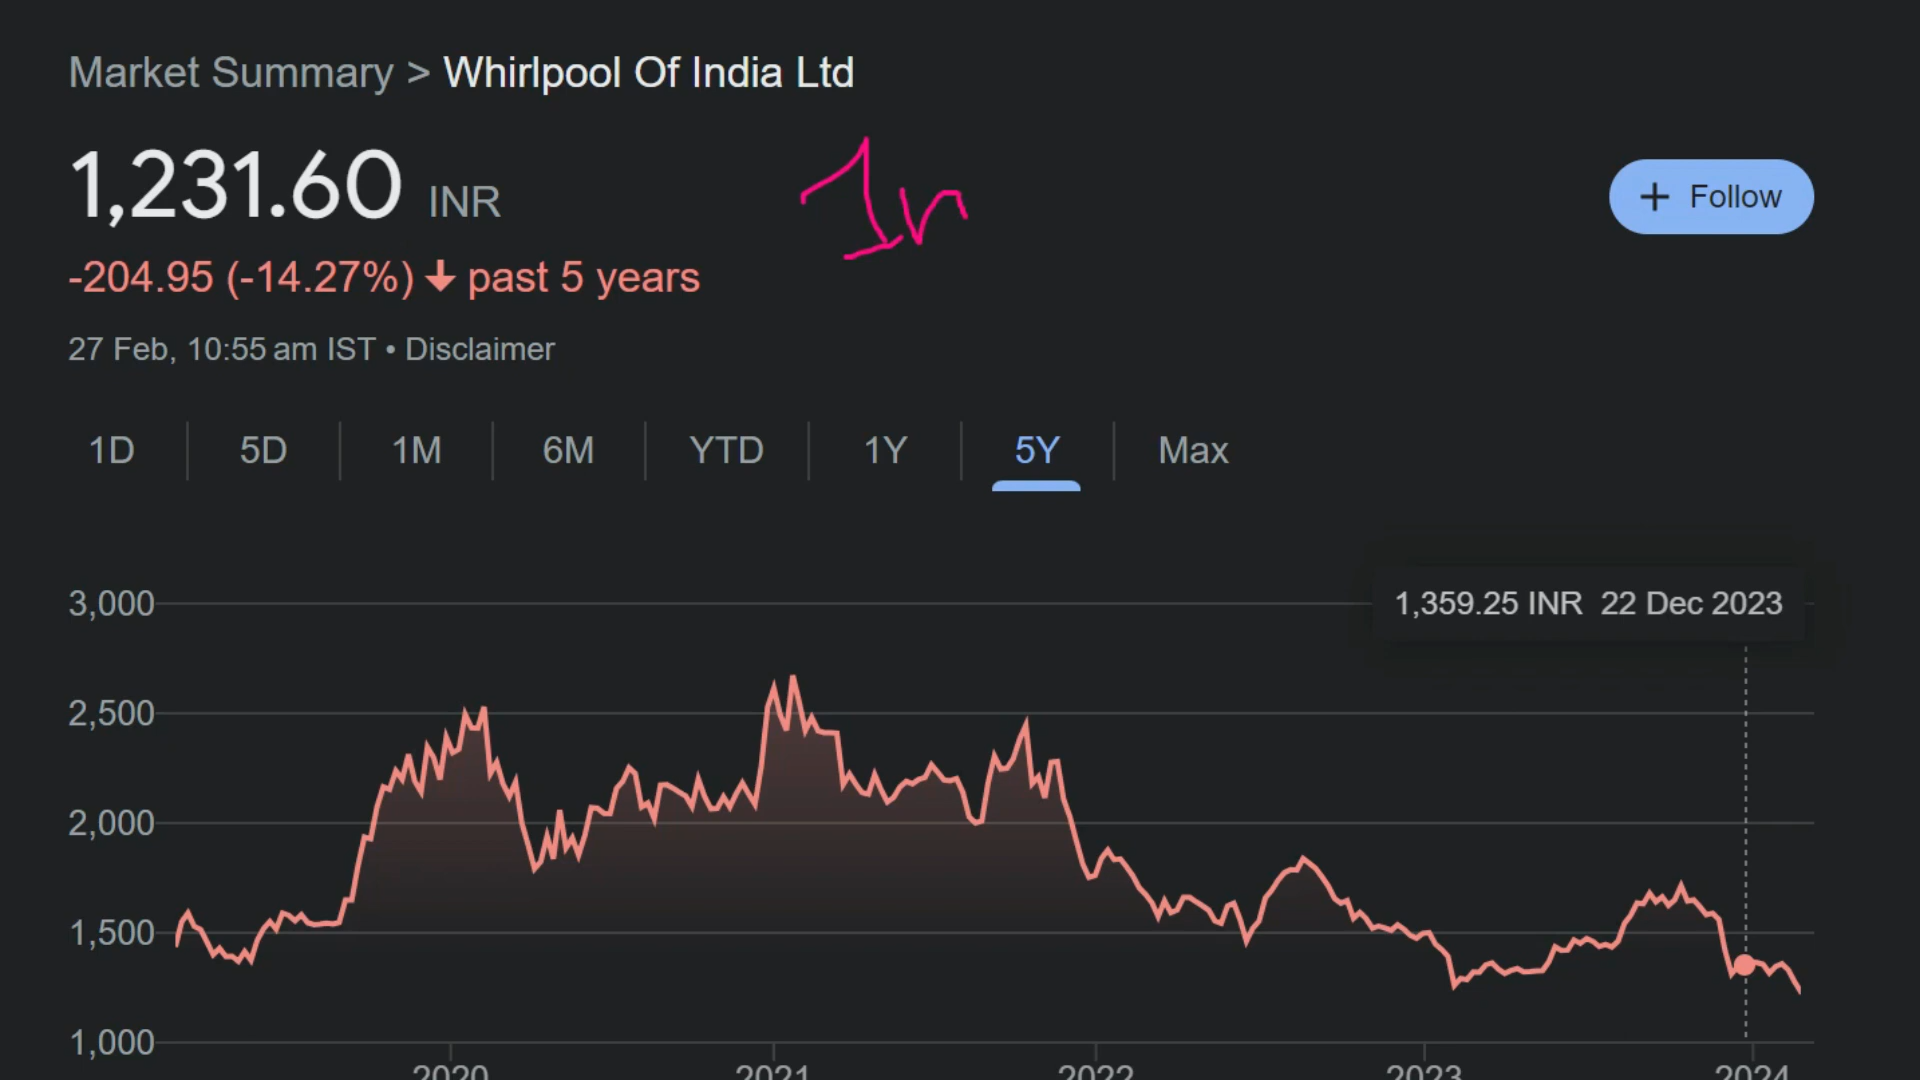 Market Summary > Whirlpool Of India Ltd
1,231.60 INR
+ Follow
-204.95 (-14.27%) ↓ past 5 years
27 Feb, 10:55 am IST • Disclaimer
1D 5D 1M 6M YTD 1Y 5Y Max
1,359.25 INR 22 Dec 2023
3,000
2,500
2,000
1,500
1,000
2020 2021 2022 2023 2024